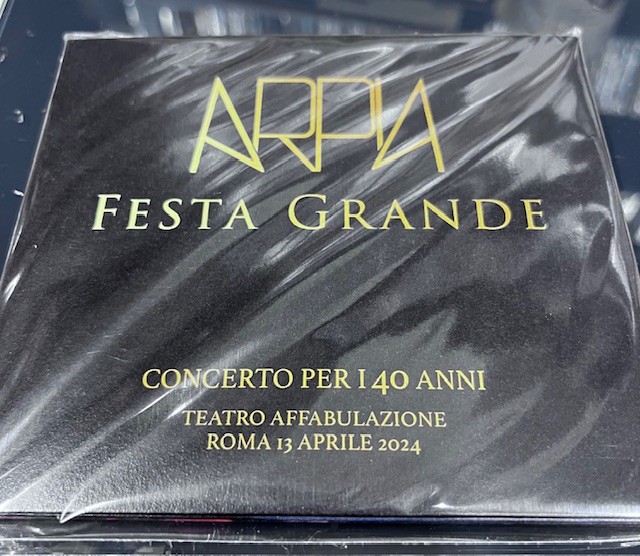 ARPIA
FESTA GRANDE
CONCERTO PER I 40 ANNI
TEATRO AFFABULAZIONE
ROMA 13 APRILE 2024